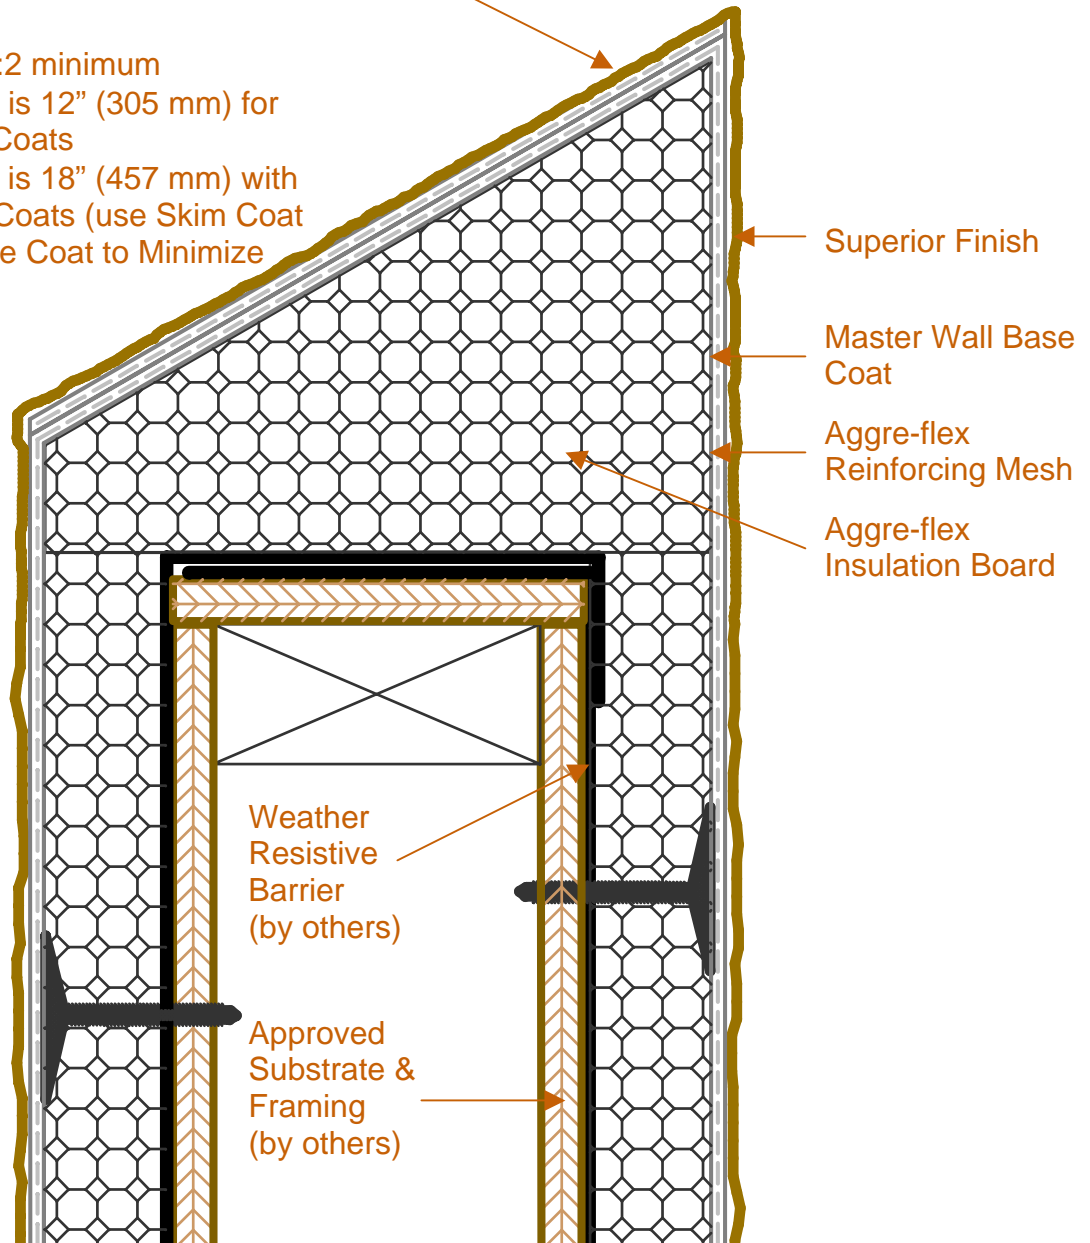 :2 minimum
is 12” (305 mm) for
Coats
is 18” (457 mm) with
Coats (use Skim Coat
e Coat to Minimize
Superior Finish
Master Wall Base
Coat
Aggre-flex
Reinforcing Mesh
Aggre-flex
Insulation Board
Weather
Resistive
Barrier
(by others)
Approved
Substrate &
Framing
(by others)